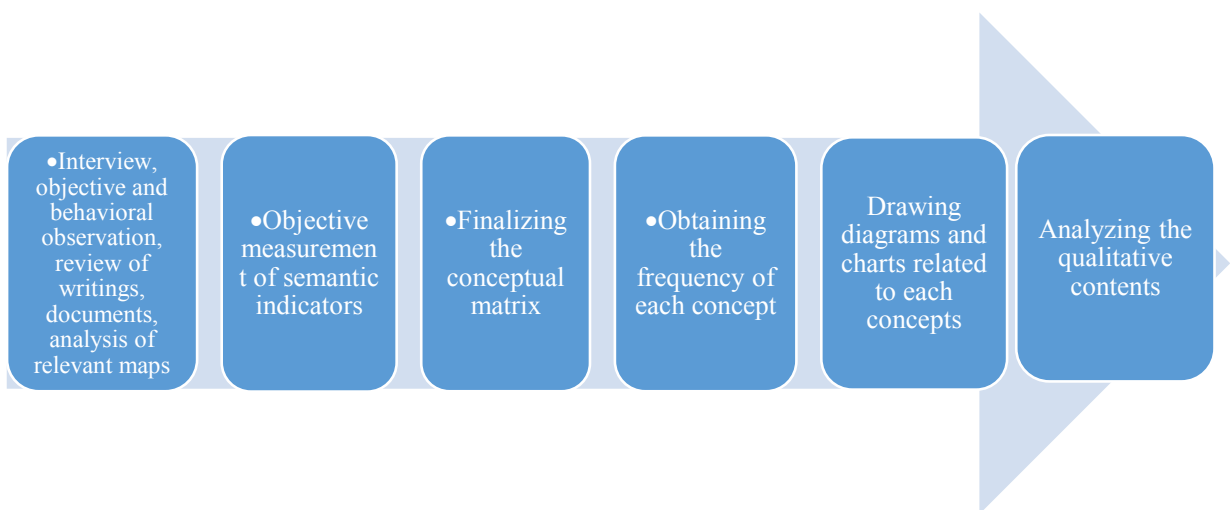 •Interview,
objective and
behavioral
observation,
review of
writings,
documents,
analysis of
relevant maps
•Objective
measuremen
t of semantic
indicators
•Finalizing
the
conceptual
matrix
•Obtaining
the
frequency of
each concept
Drawing
diagrams and
charts related
to each
concepts
Analyzing the
qualitative
contents